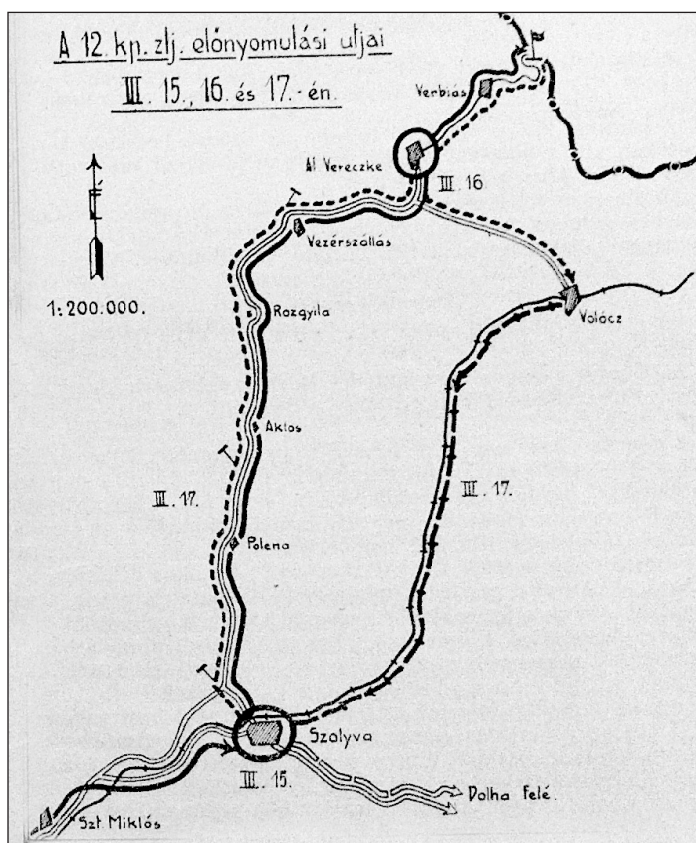 A 12. kp. zlj. előnyomulási utjai
III. 15., 16. és 17.-én.
Verbiás
Al Vereczke
III. 16.
É
Vezérszállás
1:200.000.
Rozgyila
Volócz
Aklos
III. 17.
III. 17.
Polena
Szolyva
III. 15.
Dolha Felé.
Szt. Miklós